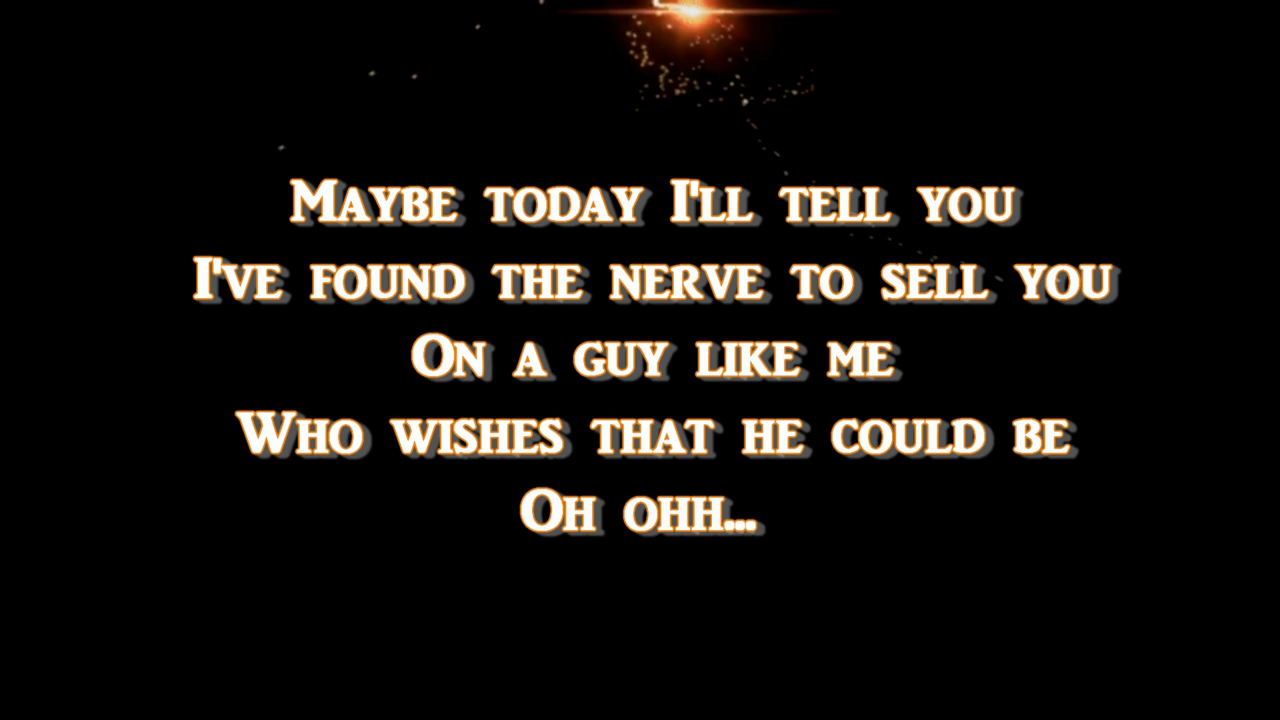 Maybe today I'll tell you
I've found the nerve to sell you
On a guy like me
Who wishes that he could be
Oh ohh...